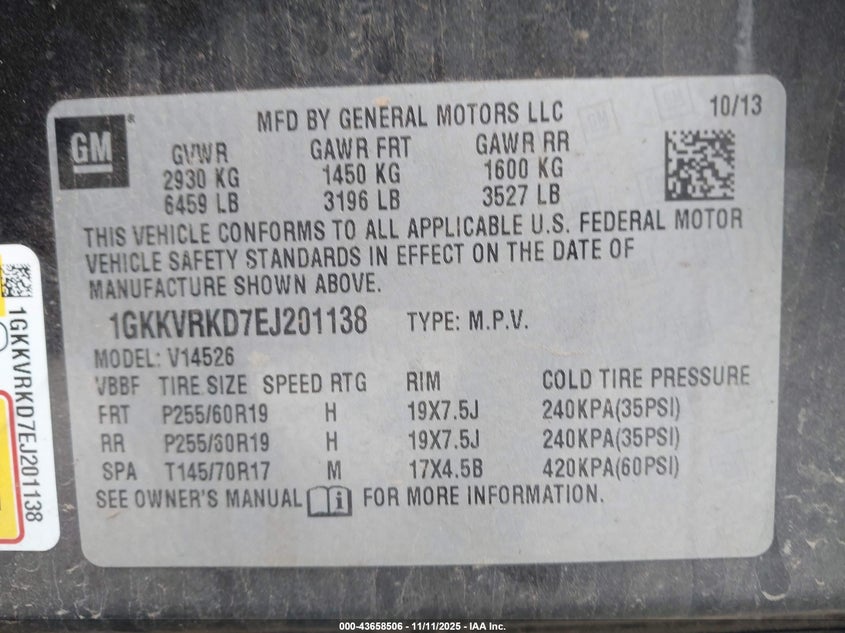 GM ®
MFD BY GENERAL MOTORS LLC
10/13
GVWR GAWR FRT GAWR RR
2930 KG 1450 KG 1600 KG
6459 LB 3196 LB 3527 LB
THIS VEHICLE CONFORMS TO ALL APPLICABLE U.S. FEDERAL MOTOR
VEHICLE SAFETY STANDARDS IN EFFECT ON THE DATE OF
MANUFACTURE SHOWN ABOVE.
1GKKVRKD7EJ201138 TYPE: M.P.V.
MODEL: V14526
VBBF TIRE SIZE SPEED RTG RIM COLD TIRE PRESSURE
FRT P255/60R19 H 19X7.5J 240KPA(35PSI)
RR P255/60R19 H 19X7.5J 240KPA(35PSI)
SPA T145/70R17 M 17X4.5B 420KPA(60PSI)
SEE OWNER'S MANUAL i FOR MORE INFORMATION.
1GKKVRKD7EJ201138
000-43658506 - 11/11/2025 - IAA Inc.